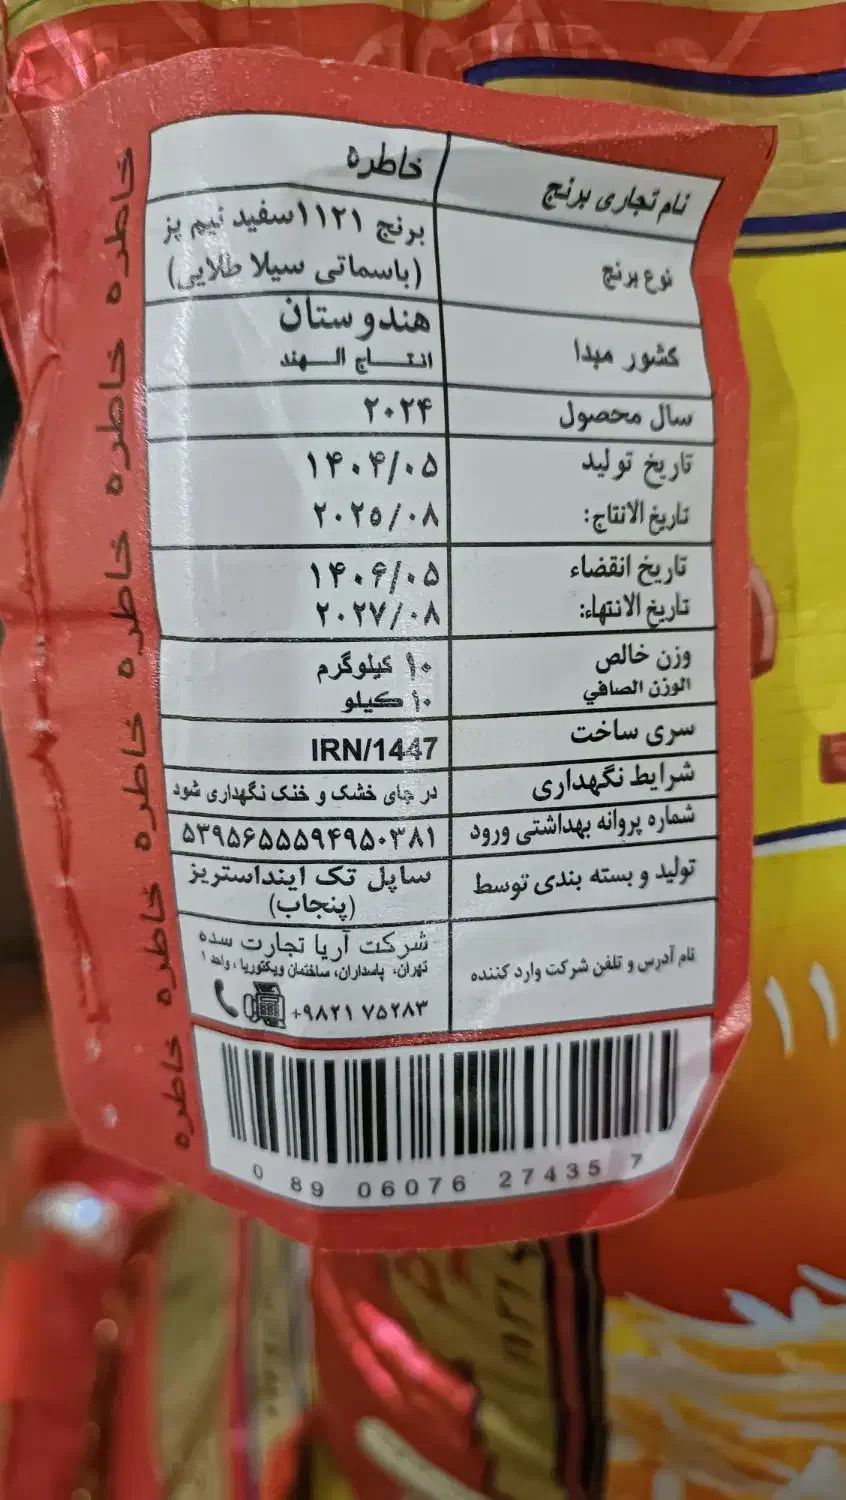 نام تجاری برنج خاطره
نوع برنج برنج ۱۱۲۱ سفید نیم پز
(باسماتی سیلا طلایی)
کشور مبدا هندوستان
انتــاج الــهند
سال محصول ۲۰۲۴
تاریخ تولید ۱۴۰۴/۰۵
تاریخ الانتاج: ۲۰۲۵/۰۸
تاریخ انقضاء ۱۴۰۶/۰۵
تاریخ الانتهاء: ۲۰۲۷/۰۸
وزن خالص ۱۰ کیلوگرم
الوزن الصافي ۱۰ كيلو
سری ساخت IRN/1447
شرایط نگهداری در جای خشک و خنک نگهداری شود
شماره پروانه بهداشتی ورود ۵۳۹۵۶۵۵۵۹۴۹۵۰۳۸۱
تولید و بسته بندی توسط ساپل تک اینداستریز
(پنجاب)
نام آدرس و تلفن شرکت وارد کننده شرکت آریا تجارت سده
تهران، پاسداران، ساختمان ویکتوریا، واحد ۱
+۹۸۲۱ ۷۵۲۸۳
0 89 06076 27435 7
خاطره خاطره خاطره خاطره خاطره خاطره
۱۱